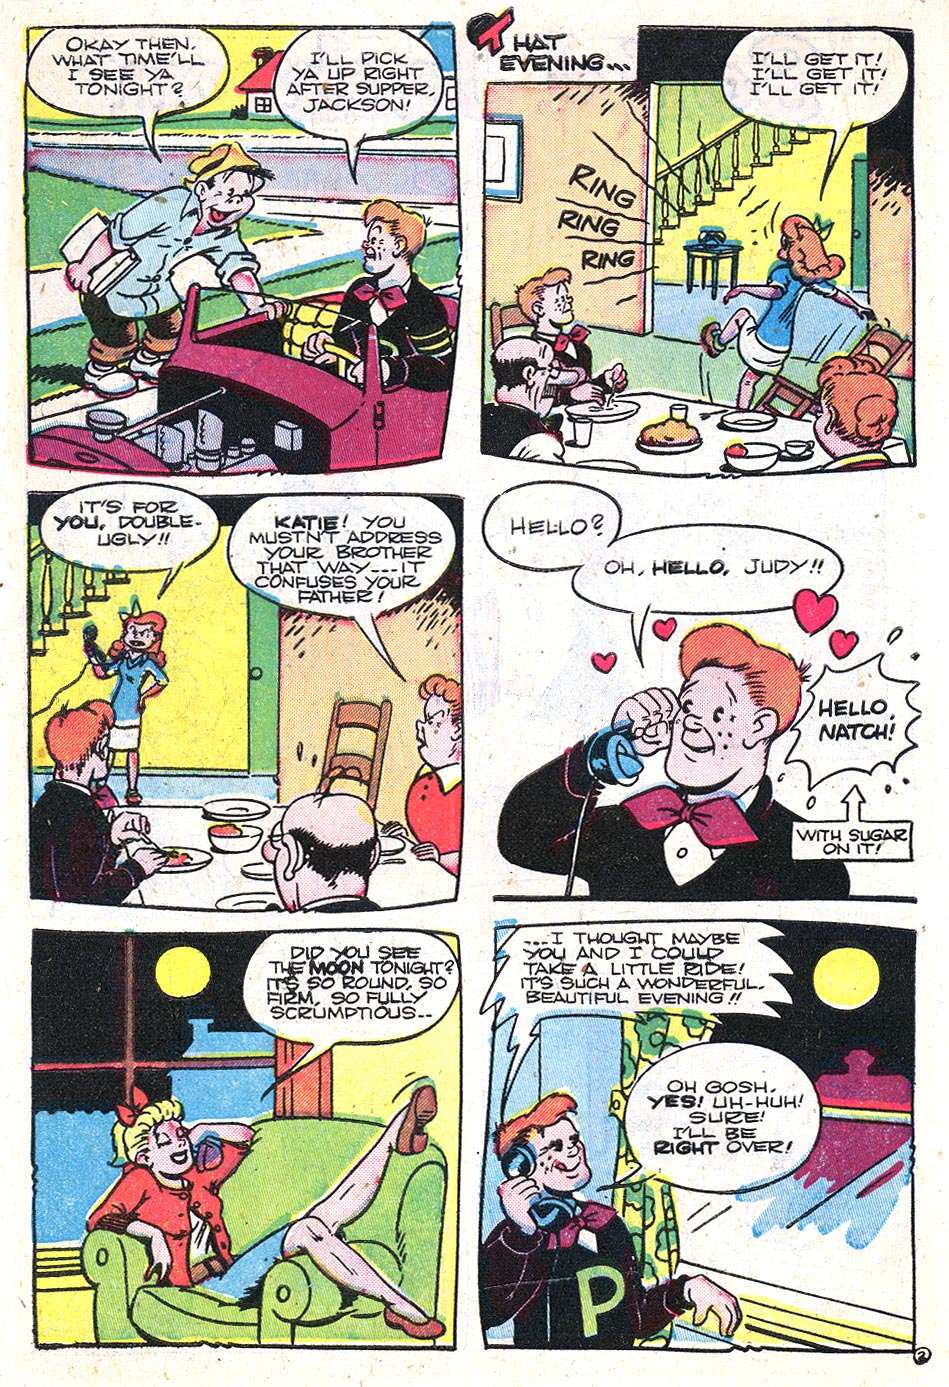 OKAY THEN,
WHAT TIME'LL
I SEE YA
TONIGHT?
I'LL PICK
YA UP RIGHT
AFTER SUPPER,
JACKSON!
THAT
EVENING...
I'LL GET IT!
I'LL GET IT!
I'LL GET IT!
RING
RING
RING
IT'S FOR
YOU, DOUBLE-
UGLY!!
KATIE! YOU
MUSTN'T ADDRESS
YOUR BROTHER
THAT WAY---IT
CONFUSES YOUR
FATHER!
HELLO?
OH, HELLO, JUDY!!
HELLO,
NATCH!
WITH SUGAR
ON IT!
DID YOU SEE
THE MOON TONIGHT?
IT'S SO ROUND, SO
FIRM, SO FULLY
SCRUMPTIOUS--
...I THOUGHT MAYBE
YOU AND I COULD
TAKE A LITTLE RIDE!
IT'S SUCH A WONDERFUL,
BEAUTIFUL EVENING!!
OH GOSH,
YES! UH-HUH!
SURE!
I'LL BE
RIGHT OVER!
P
2